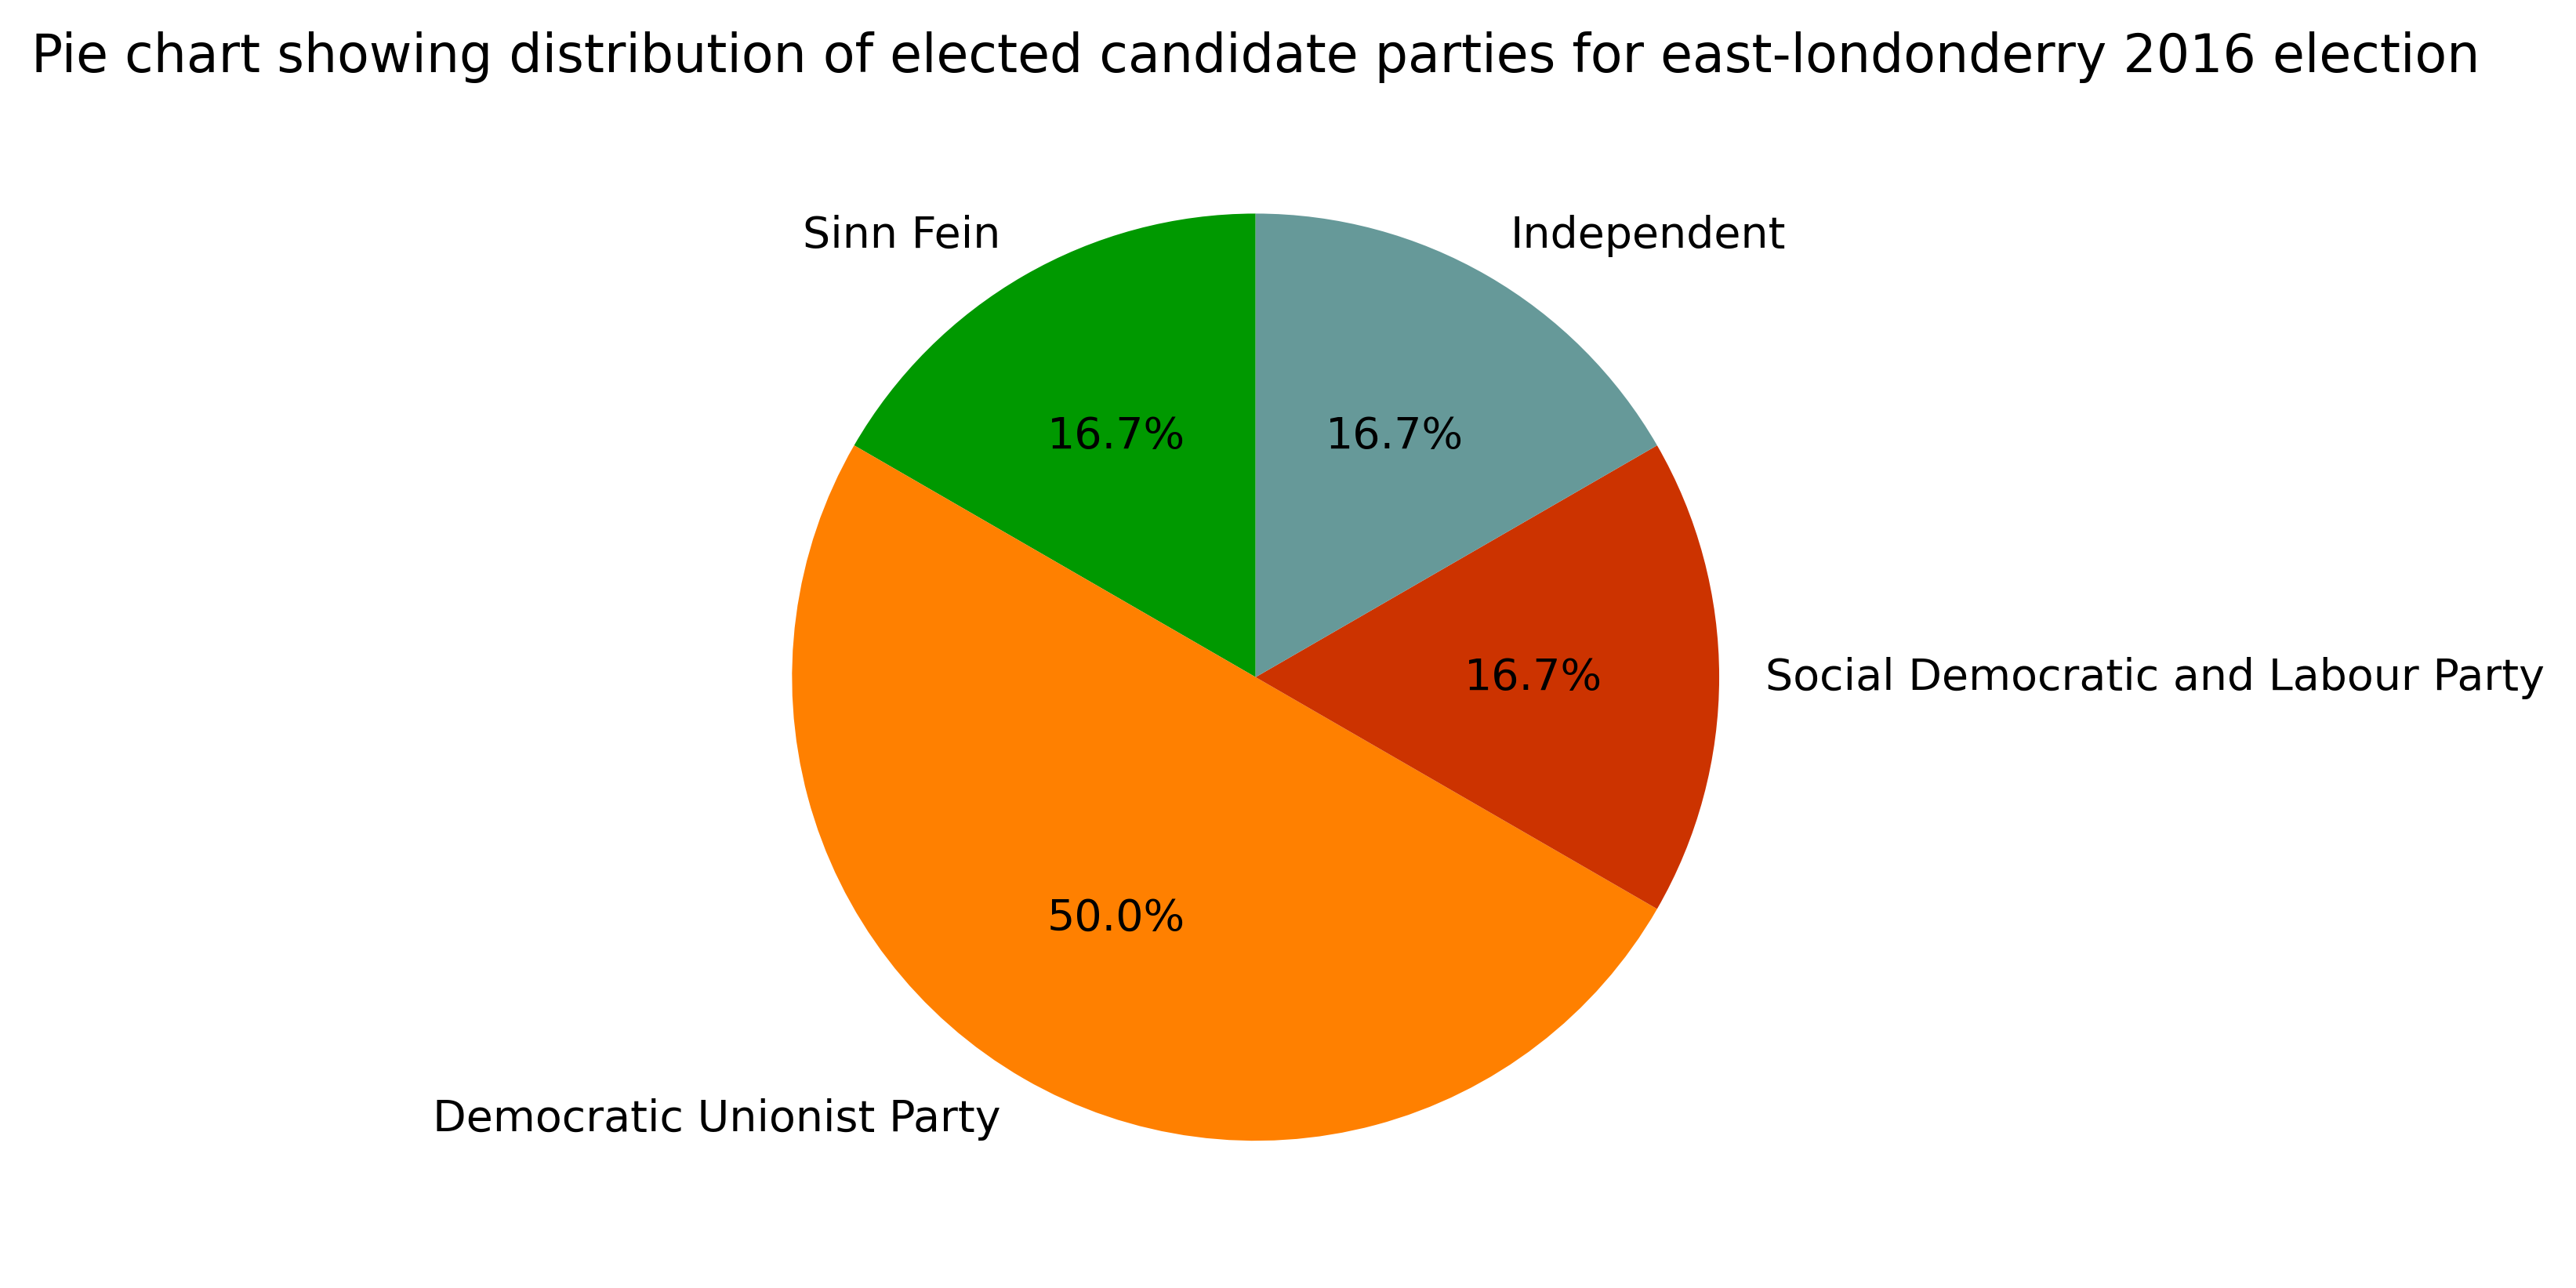 Pie chart showing distribution of elected candidate parties for east-londonderry 2016 election
Sinn Fein
Independent
16.7%
16.7%
16.7%
Social Democratic and Labour Party
50.0%
Democratic Unionist Party